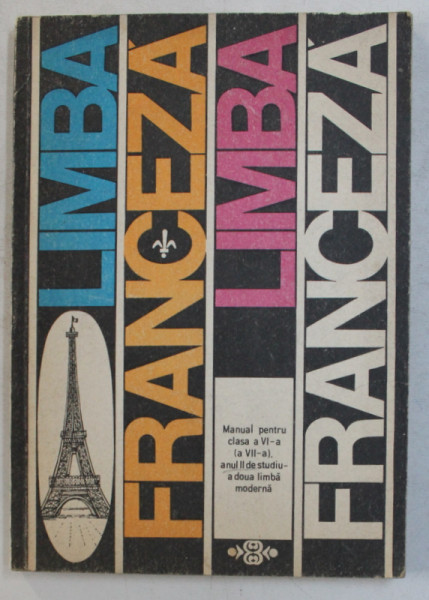 LIMBA
FRANCEZĂ
LIMBA
FRANCEZĂ
Manual pentru
clasa a VI-a
(a VII-a),
anul II de studiu-
a doua limbă
modernă